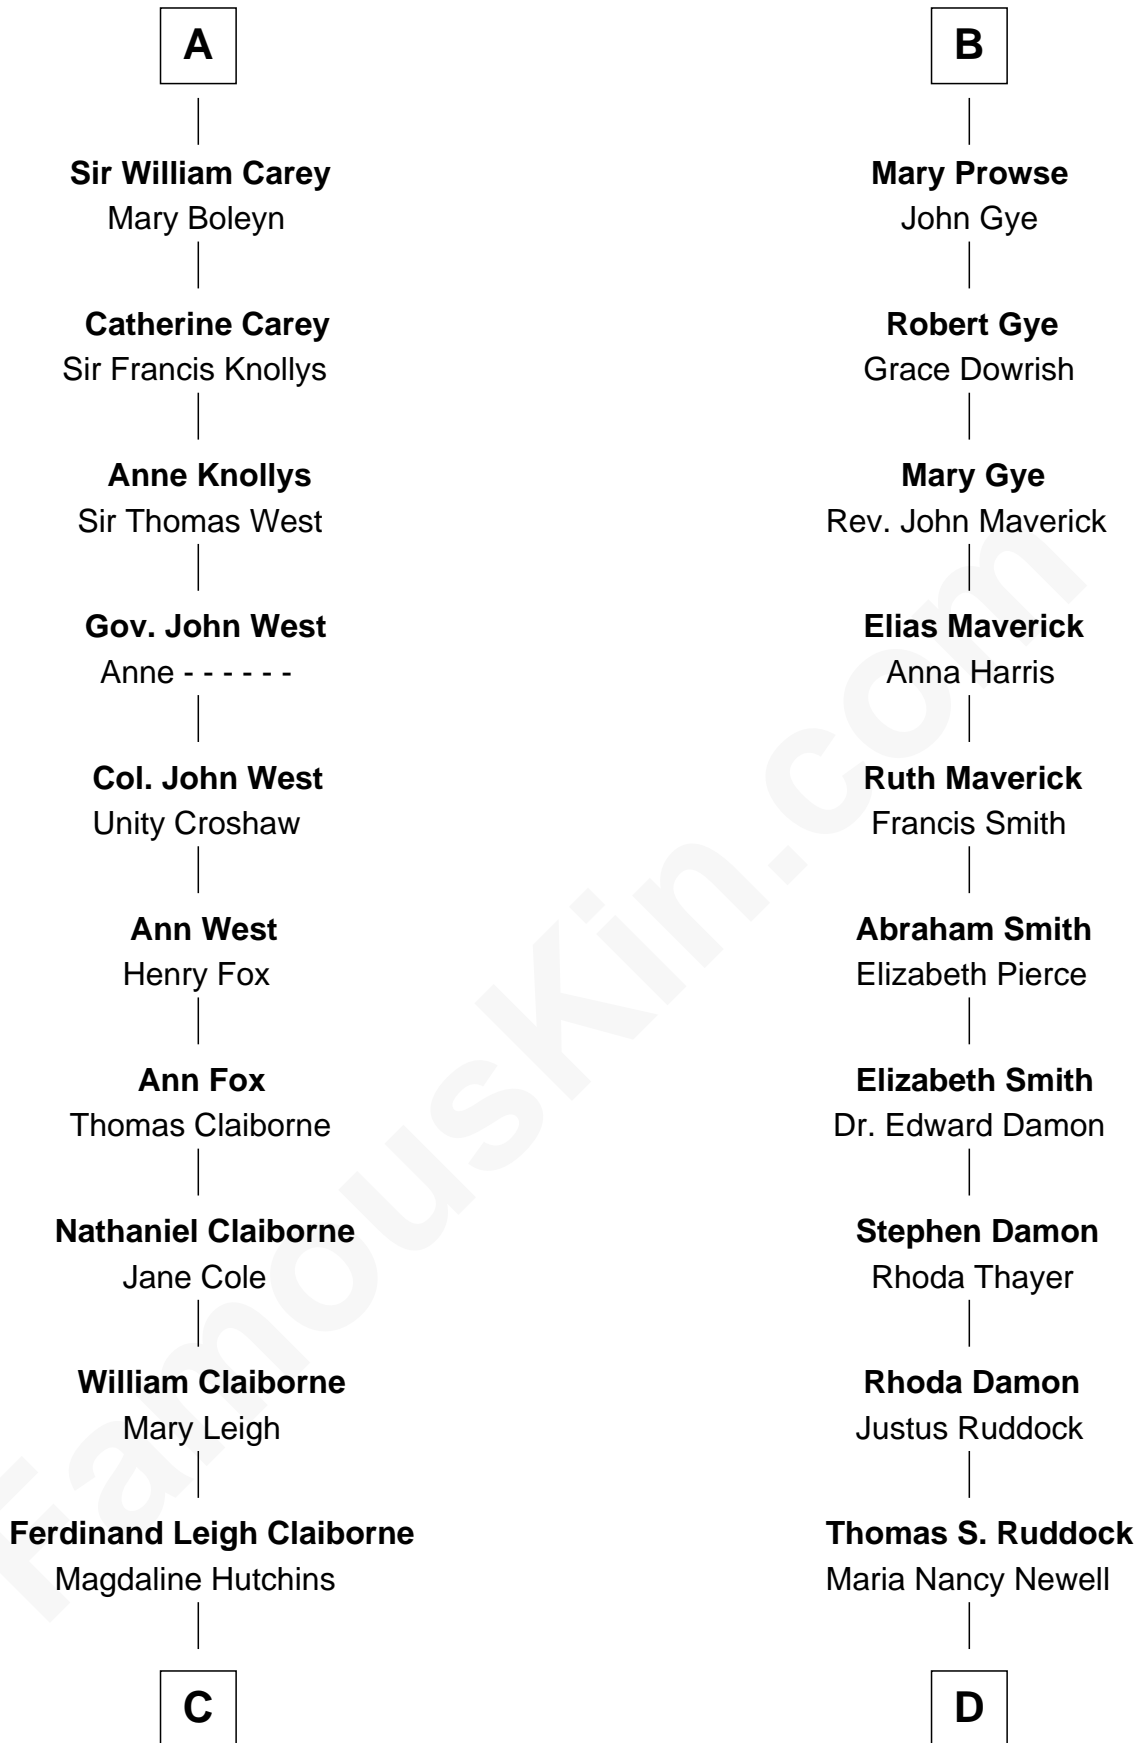 A
Sir William Carey
Mary Boleyn
Catherine Carey
Sir Francis Knollys
Anne Knollys
Sir Thomas West
Gov. John West
Anne - - - - - -
Col. John West
Unity Croshaw
Ann West
Henry Fox
Ann Fox
Thomas Claiborne
Nathaniel Claiborne
Jane Cole
William Claiborne
Mary Leigh
Ferdinand Leigh Claiborne
Magdaline Hutchins
C
B
Mary Prowse
John Gye
Robert Gye
Grace Dowrish
Mary Gye
Rev. John Maverick
Elias Maverick
Anna Harris
Ruth Maverick
Francis Smith
Abraham Smith
Elizabeth Pierce
Elizabeth Smith
Dr. Edward Damon
Stephen Damon
Rhoda Thayer
Rhoda Damon
Justus Ruddock
Thomas S. Ruddock
Maria Nancy Newell
D
FamousKin.com